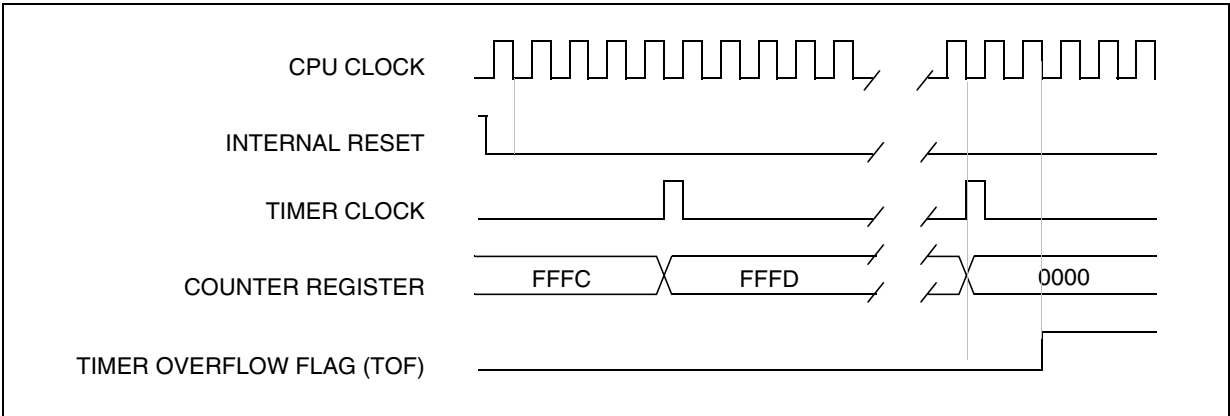 CPU CLOCK
INTERNAL RESET
TIMER CLOCK
COUNTER REGISTER FFFC FFFD 0000
TIMER OVERFLOW FLAG (TOF)